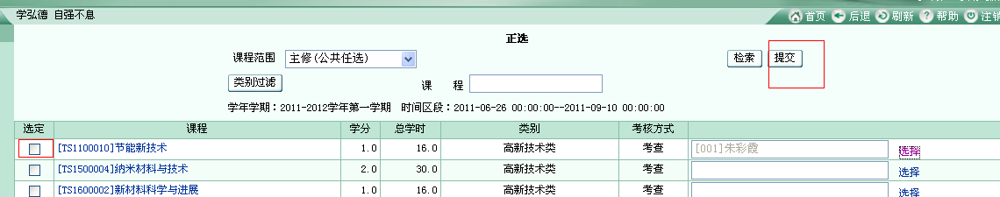 学弘德 自强不息
首页 后退 刷新 帮助 注销
正选
课程范围 主修(公共任选) 检索 提交
类别过滤 课 程
学年学期：2011-2012学年第一学期 时间区段：2011-06-26 00:00:00--2011-09-10 00:00:00
选定 课程 学分 总学时 类别 考核方式
[TS1100010]节能新技术 1.0 16.0 高新技术类 考查 [001]朱彩霞 选择
[TS1500004]纳米材料与技术 2.0 30.0 高新技术类 考查 选择
[TS1600002]新材料科学与进展 1.0 16.0 高新技术类 考查 选择